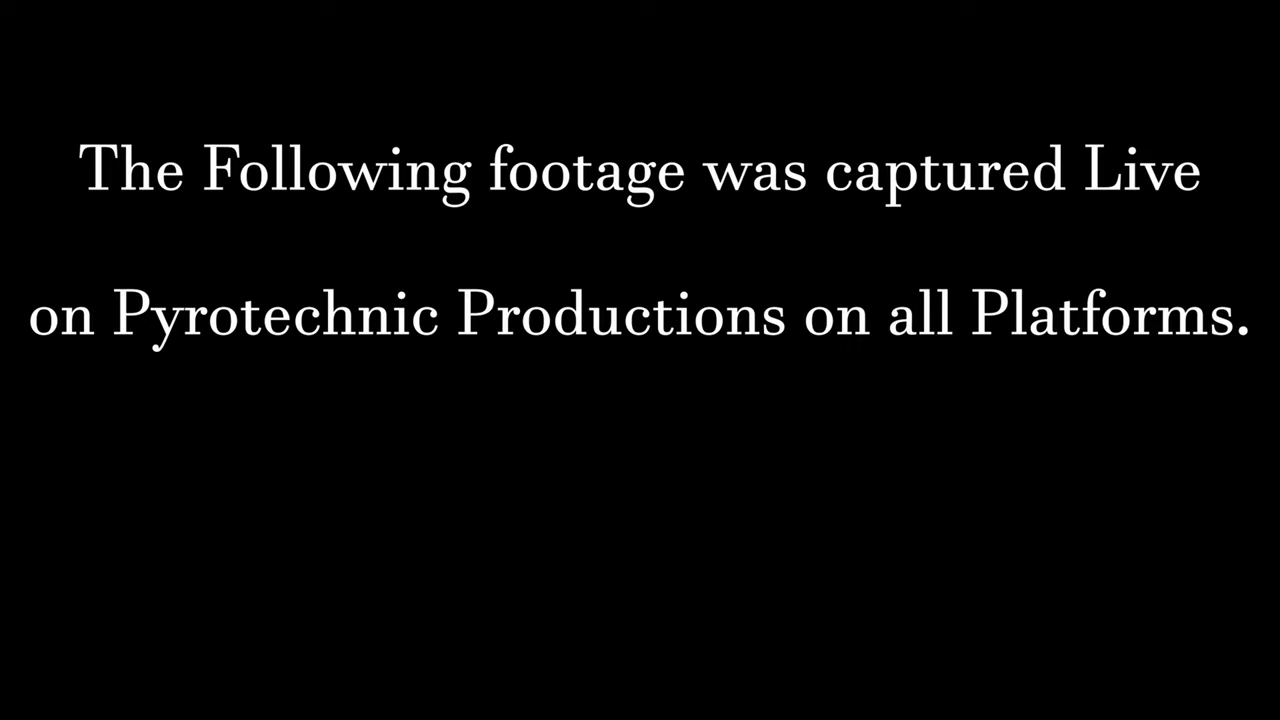 The Following footage was captured Live
on Pyrotechnic Productions on all Platforms.